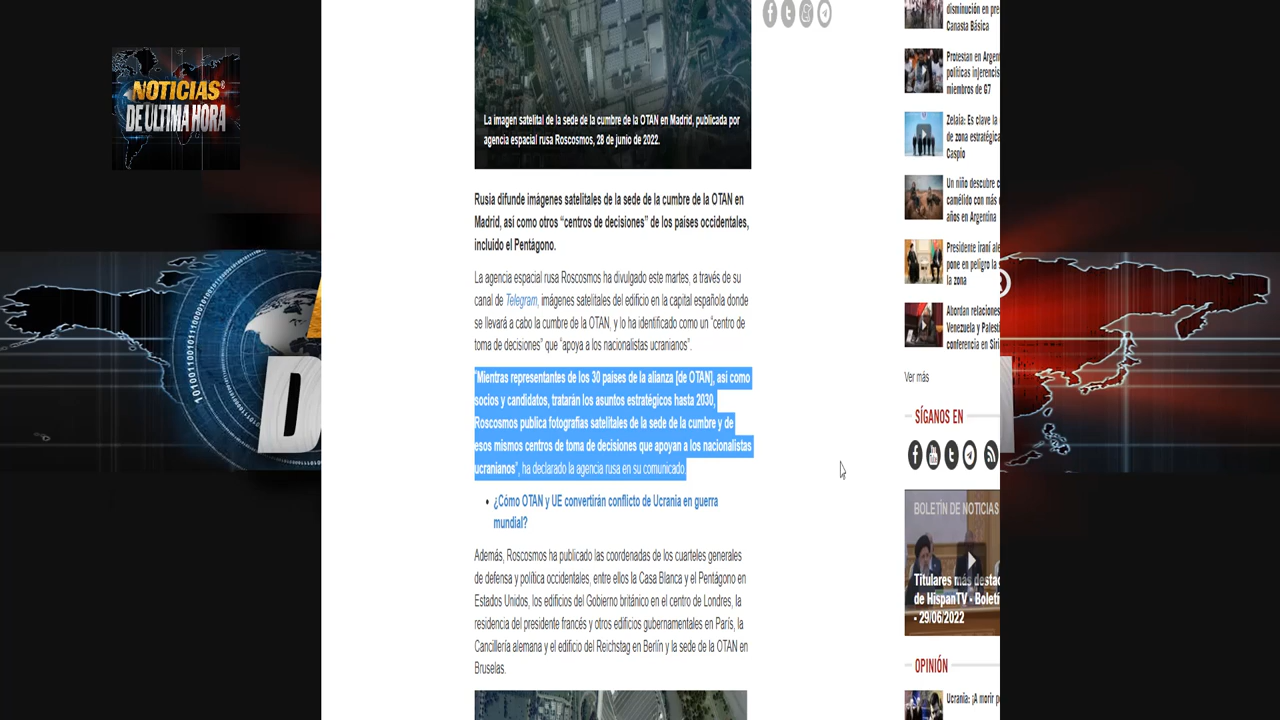 NOTICIAS
DE ULTIMA HORA
La imagen satelital de la sede de la cumbre de la OTAN en Madrid, publicada por
agencia espacial rusa Roscosmos, 28 de junio de 2022.
Rusia difunde imágenes satelitales de la sede de la cumbre de la OTAN en
Madrid, así como otros “centros de decisiones” de los países occidentales,
incluido el Pentágono.
La agencia espacial rusa Roscosmos ha divulgado este martes, a través de su
canal de Telegram, imágenes satelitales del edificio en la capital española donde
se llevará a cabo la cumbre de la OTAN, y lo ha identificado como un “centro de
toma de decisiones” que “apoya a los nacionalistas ucranianos”.
“Mientras representantes de los 30 países de la alianza [de OTAN], así como
socios y candidatos, tratarán los asuntos estratégicos hasta 2030,
Roscosmos publica fotografías satelitales de la sede de la cumbre y de
esos mismos centros de toma de decisiones que apoyan a los nacionalistas
ucranianos”, ha declarado la agencia rusa en su comunicado.
• ¿Cómo OTAN y UE convertirán conflicto de Ucrania en guerra
mundial?
Además, Roscosmos ha publicado las coordenadas de los cuarteles generales
de defensa y política occidentales, entre ellos la Casa Blanca y el Pentágono en
Estados Unidos, los edificios del Gobierno británico en el centro de Londres, la
residencia del presidente francés y otros edificios gubernamentales en París, la
Cancillería alemana y el edificio del Reichstag en Berlín y la sede de la OTAN en
Bruselas.
disminución en pre
Canasta Básica
Protestan en Argen
políticas injerencis
miembros de G7
Zelaia: Es clave la
de zona estratégica
Caspio
Un niño descubre c
camélido con más
años en Argentina
Presidente iraní ale
pone en peligro la s
la zona
Abordan relaciones
Venezuela y Palest
conferencia en Siri
Ver más
SÍGANOS EN
BOLETÍN DE NOTICIAS
Titulares más destac
de HispanTV - Boletí
- 29/06/2022
OPINIÓN
Ucrania: ¡A morir p
D